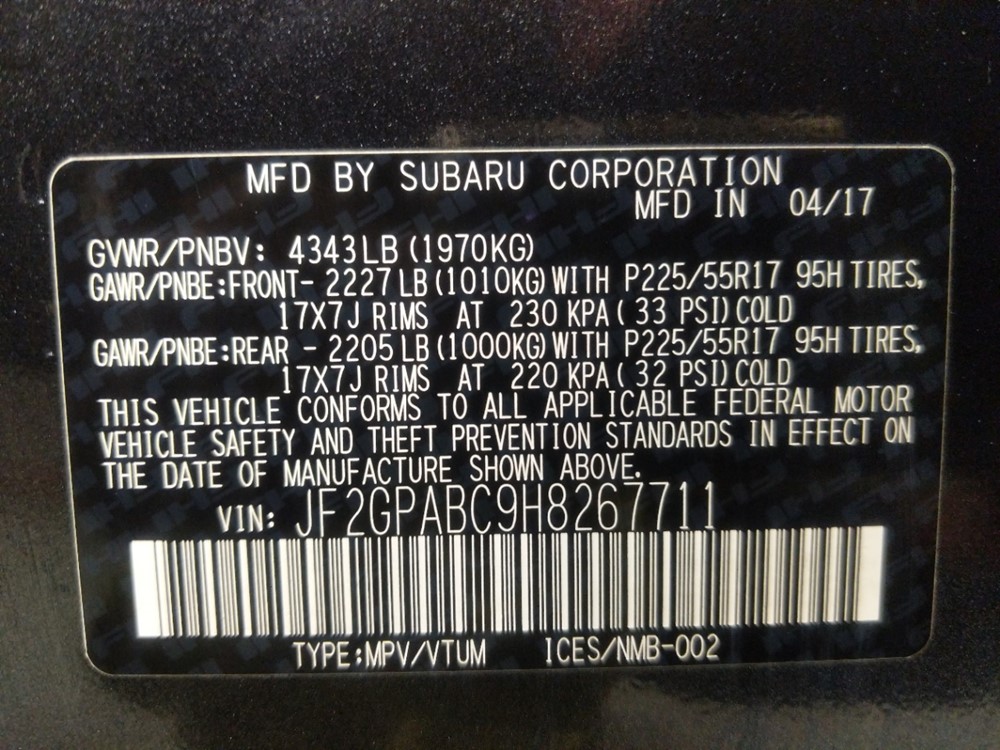 MFD BY SUBARU CORPORATION
MFD IN 04/17
GVWR/PNBV: 4343LB (1970KG)
GAWR/PNBE:FRONT- 2227LB(1010KG)WITH P225/55R17 95H TIRES,
17X7J RIMS AT 230 KPA( 33 PSI)COLD
GAWR/PNBE:REAR - 2205LB(1000KG)WITH P225/55R17 95H TIRES,
17X7J RIMS AT 220 KPA( 32 PSI)COLD
THIS VEHICLE CONFORMS TO ALL APPLICABLE FEDERAL MOTOR
VEHICLE SAFETY AND THEFT PREVENTION STANDARDS IN EFFECT ON
THE DATE OF MANUFACTURE SHOWN ABOVE.
VIN: JF2GPABC9H8267711
TYPE:MPV/VTUM ICES/NMB-002